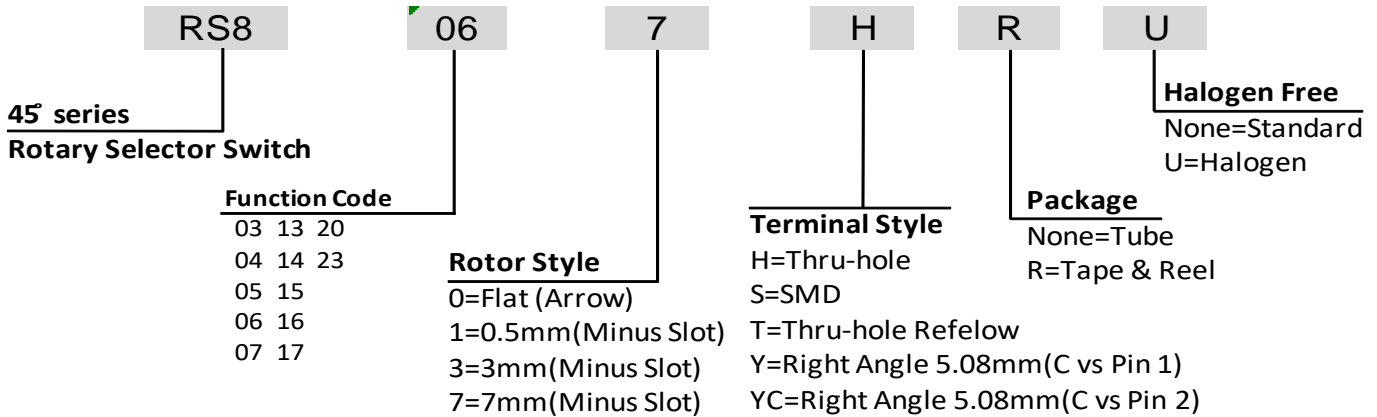 RS8 06 7 H R U
45° series
Rotary Selector Switch
Function Code
03 13 20
04 14 23
05 15
06 16
07 17
Rotor Style
0=Flat (Arrow)
1=0.5mm(Minus Slot)
3=3mm(Minus Slot)
7=7mm(Minus Slot)
Terminal Style
H=Thru-hole
S=SMD
T=Thru-hole Refelow
Y=Right Angle 5.08mm(C vs Pin 1)
YC=Right Angle 5.08mm(C vs Pin 2)
Package
None=Tube
R=Tape & Reel
Halogen Free
None=Standard
U=Halogen